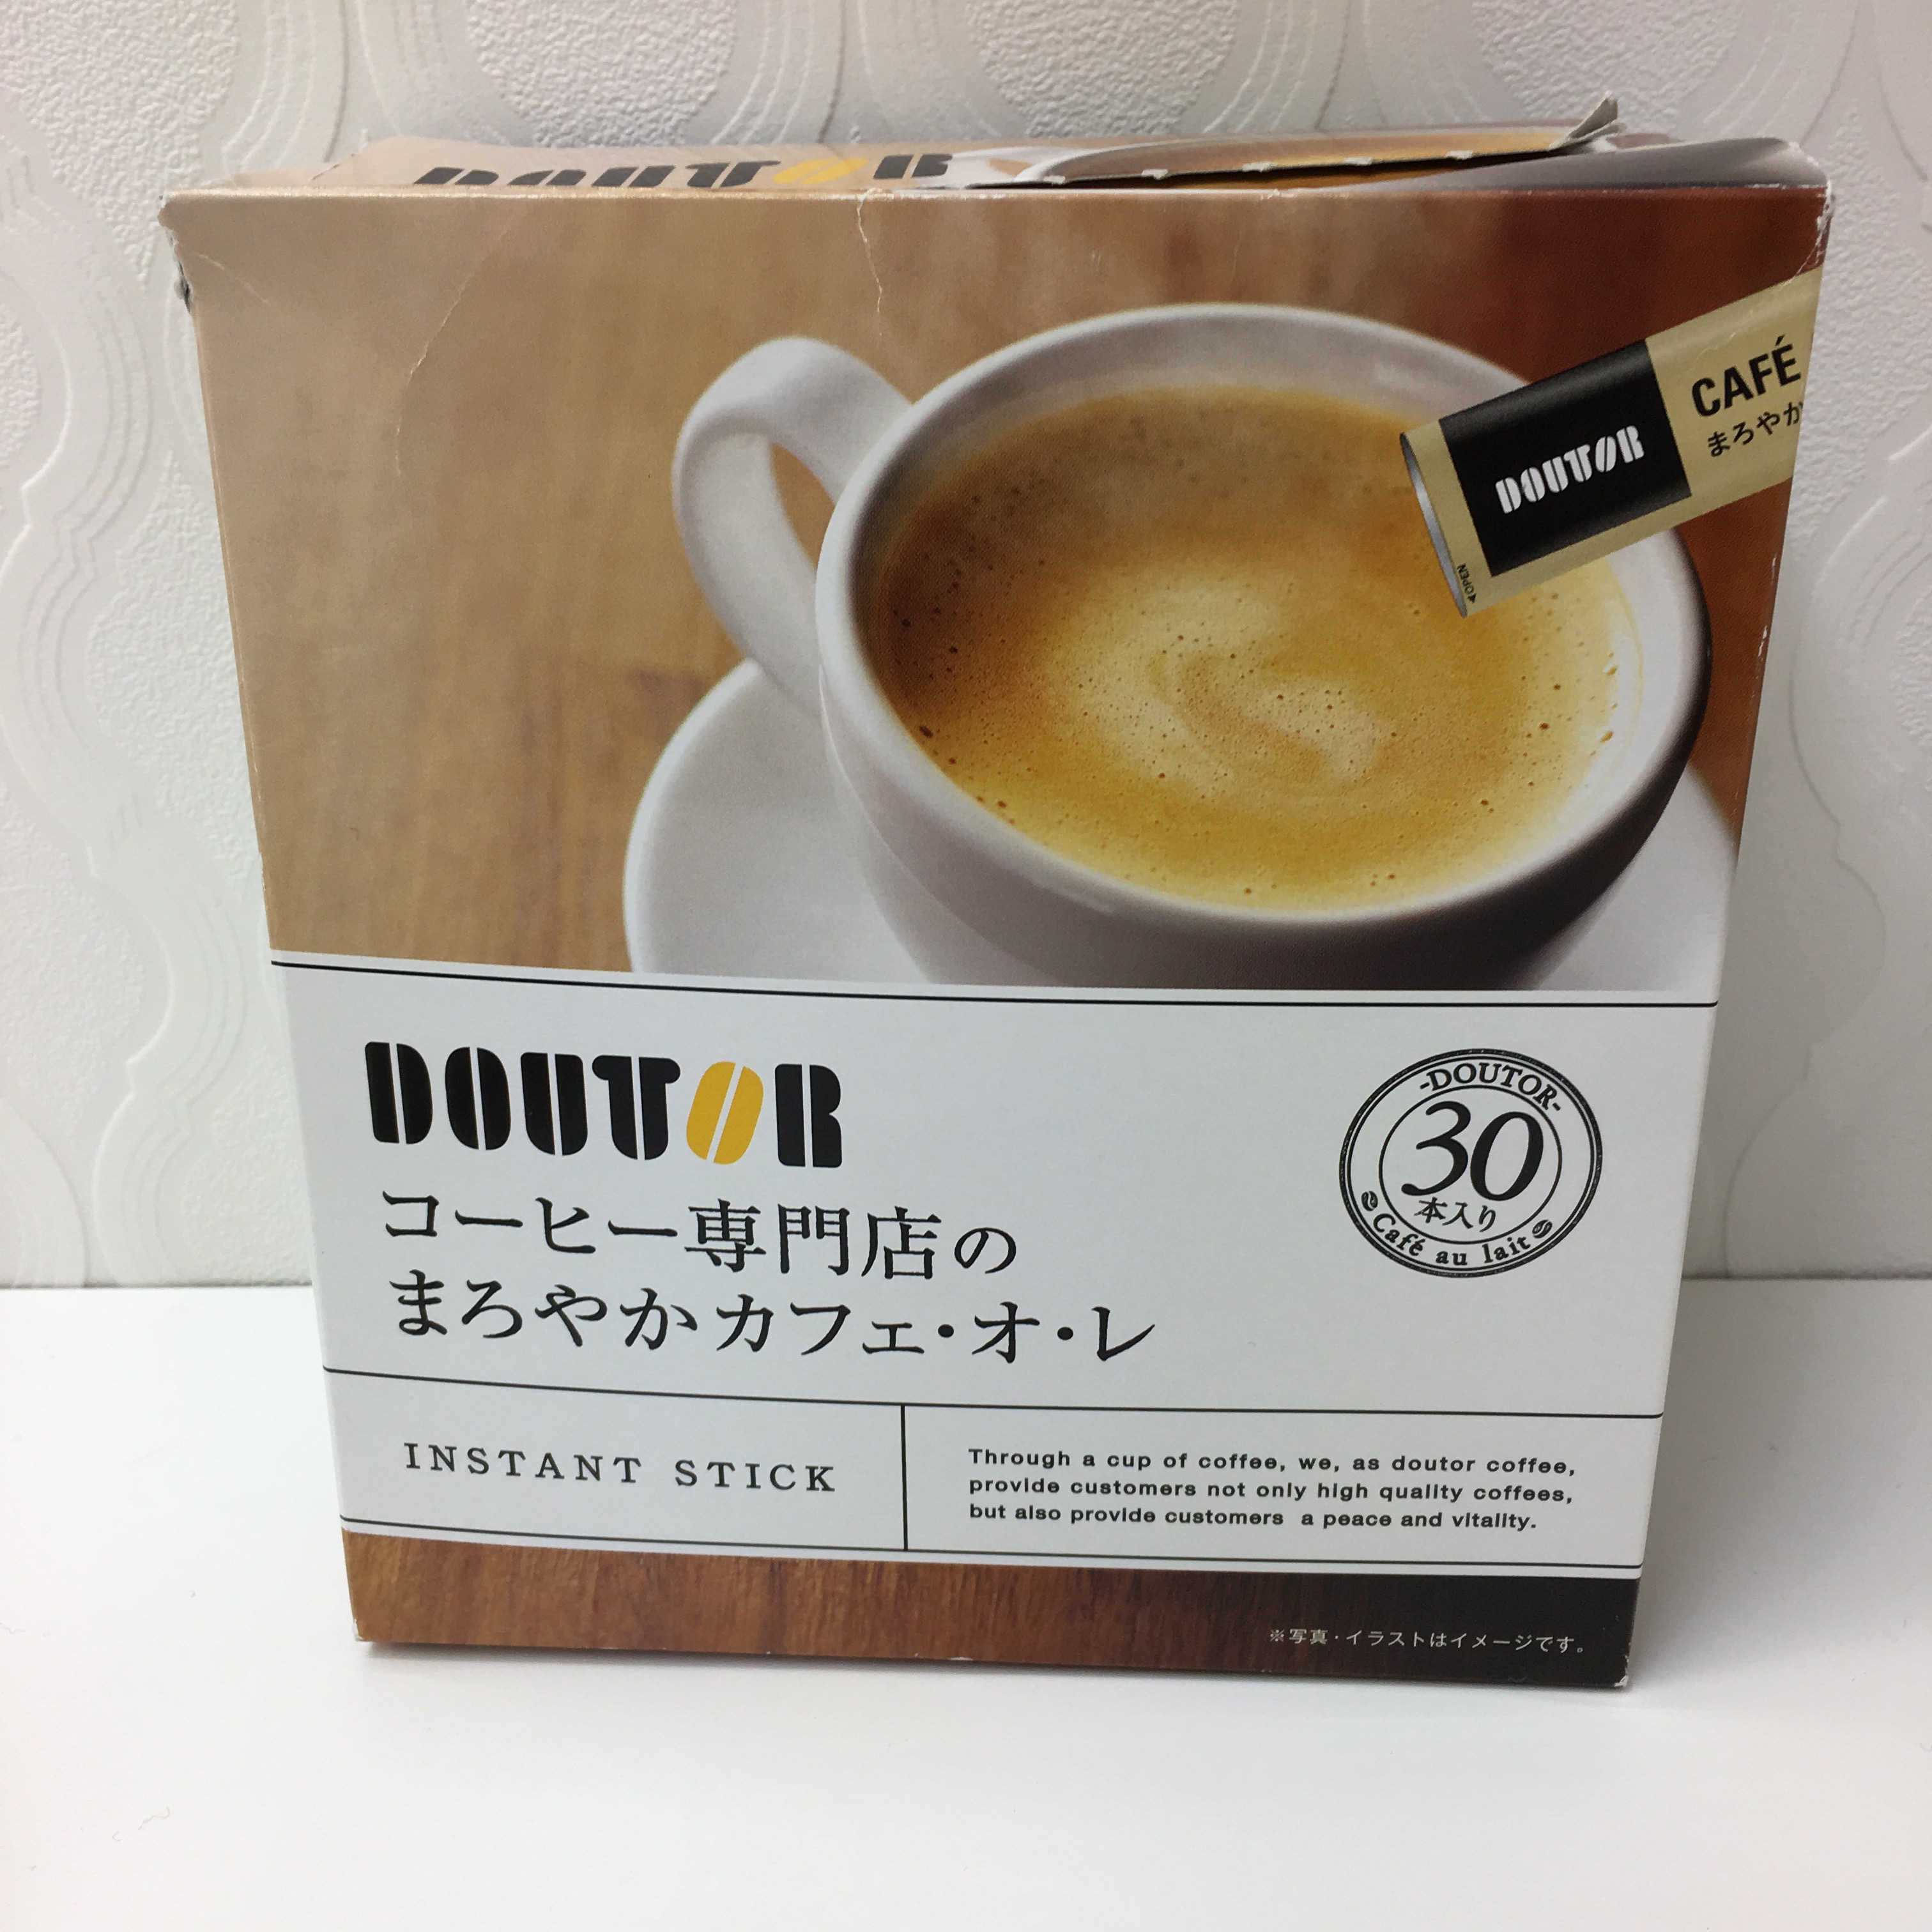 DOUTOR
CAFÉ
まろやか
DOUTOR
◀OPEN
DOUTOR
コーヒー専門店の
まろやかカフェ・オ・レ
-DOUTOR-
30
本入り
Café au lait
INSTANT STICK
Through a cup of coffee, we, as doutor coffee,
provide customers not only high quality coffees,
but also provide customers a peace and vitality.
※写真・イラストはイメージです。